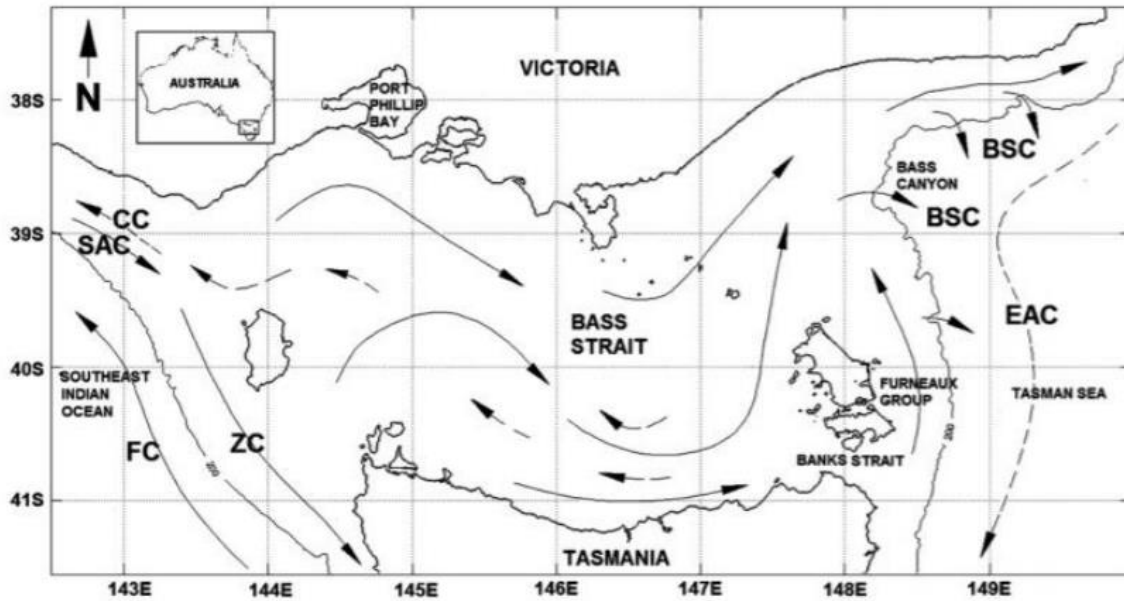 N
AUSTRALIA
VICTORIA
PORT
PHILLIP
BAY
38S
BSC
BASS
CANYON
BSC
CC
39S
SAC
BASS
STRAIT
EAC
40S
SOUTHEAST
INDIAN
OCEAN
FURNEAUX
GROUP
TASMAN SEA
FC
ZC
200
200
BANKS STRAIT
41S
TASMANIA
143E 144E 145E 146E 147E 148E 149E